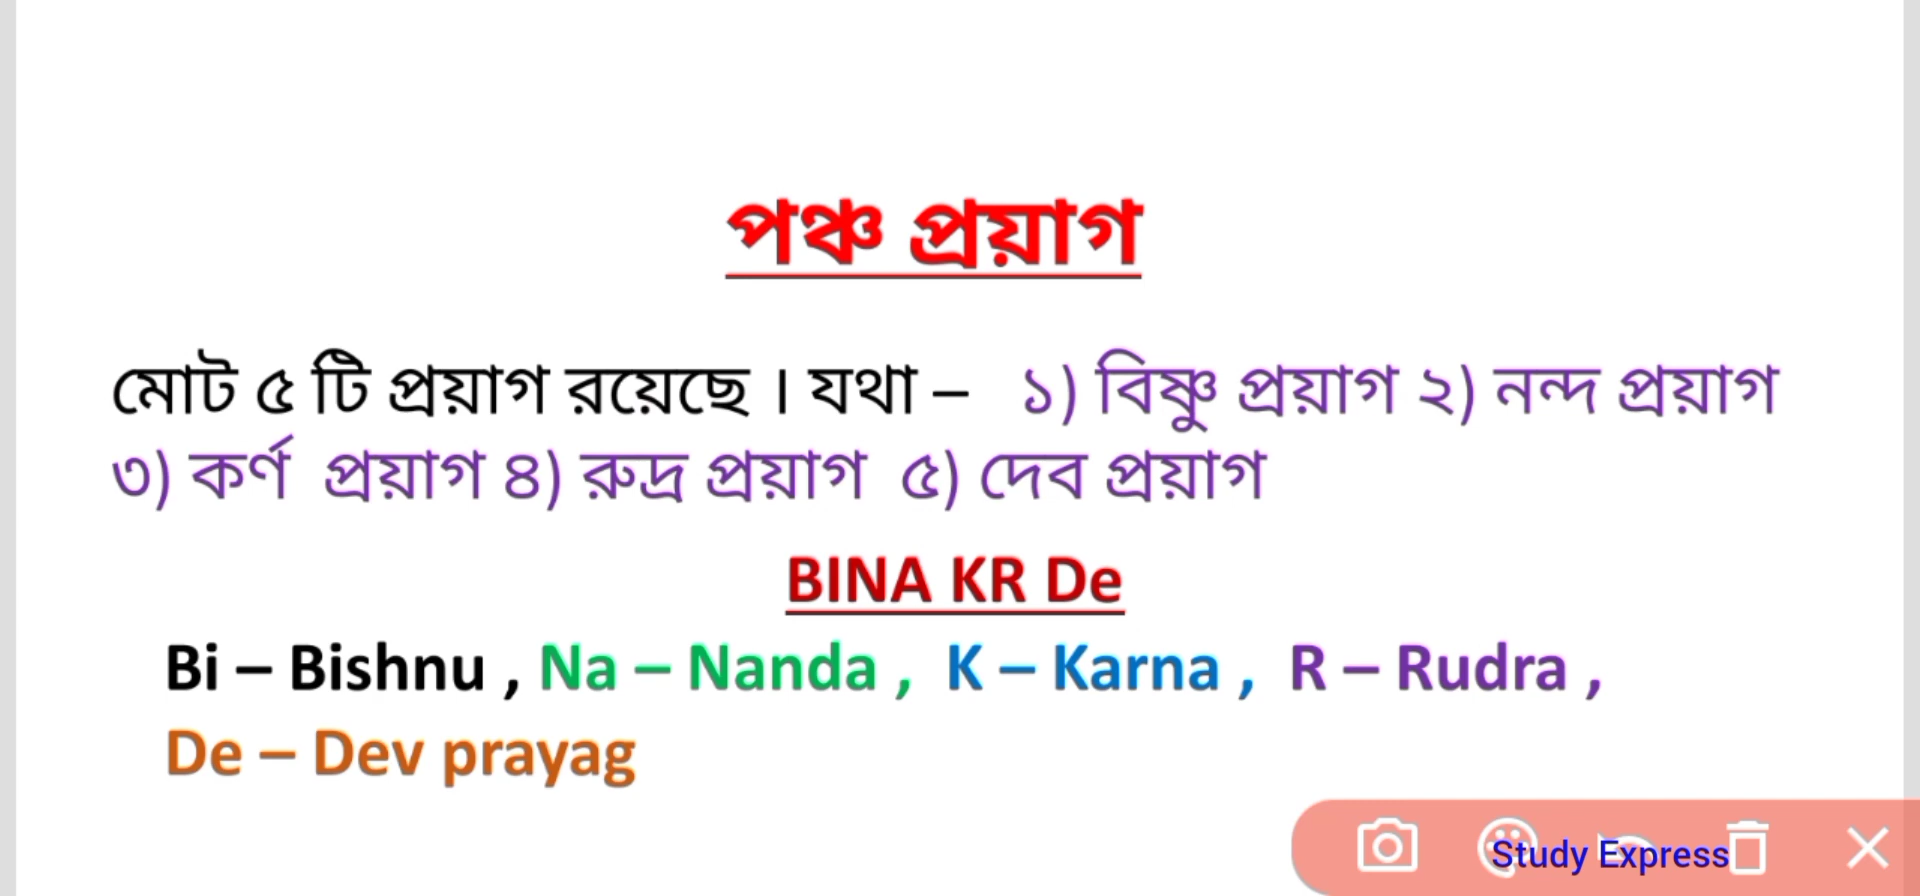 পঞ্চ প্রয়াগ
মোট ৫ টি প্রয়াগ রয়েছে । যথা – ১) বিষ্ণু প্রয়াগ ২) নন্দ প্রয়াগ
৩) কর্ণ প্রয়াগ ৪) রুদ্র প্রয়াগ ৫) দেব প্রয়াগ
BINA KR De
Bi – Bishnu , Na – Nanda , K – Karna , R – Rudra ,
De – Dev prayag
Study Express